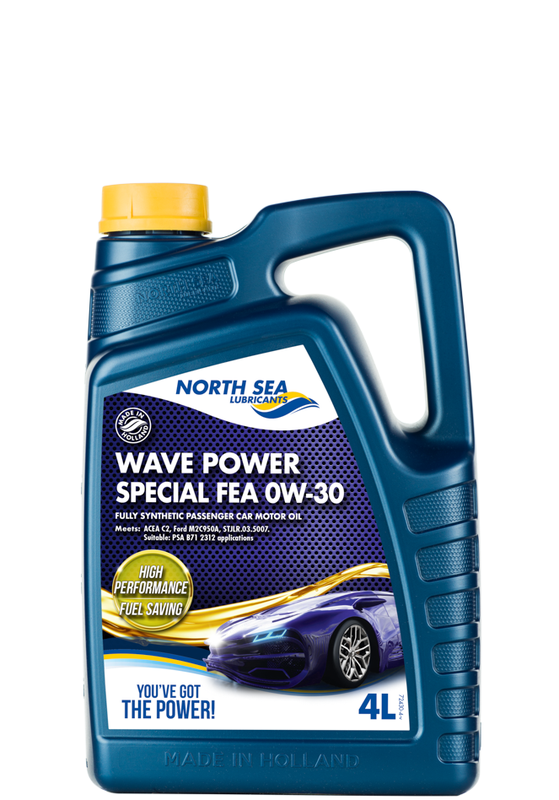 NORTH SEA
LUBRICANTS
MADE IN
HOLLAND
WAVE POWER
SPECIAL FEA 0W-30
FULLY SYNTHETIC PASSENGER CAR MOTOR OIL
Meets: ACEA C2, Ford M2C950A, STJLR.03.5007.
Suitable: PSA B71 2312 applications
HIGH
PERFORMANCE
FUEL SAVING
YOU'VE GOT
THE POWER!
4L
MADE IN HOLLAND